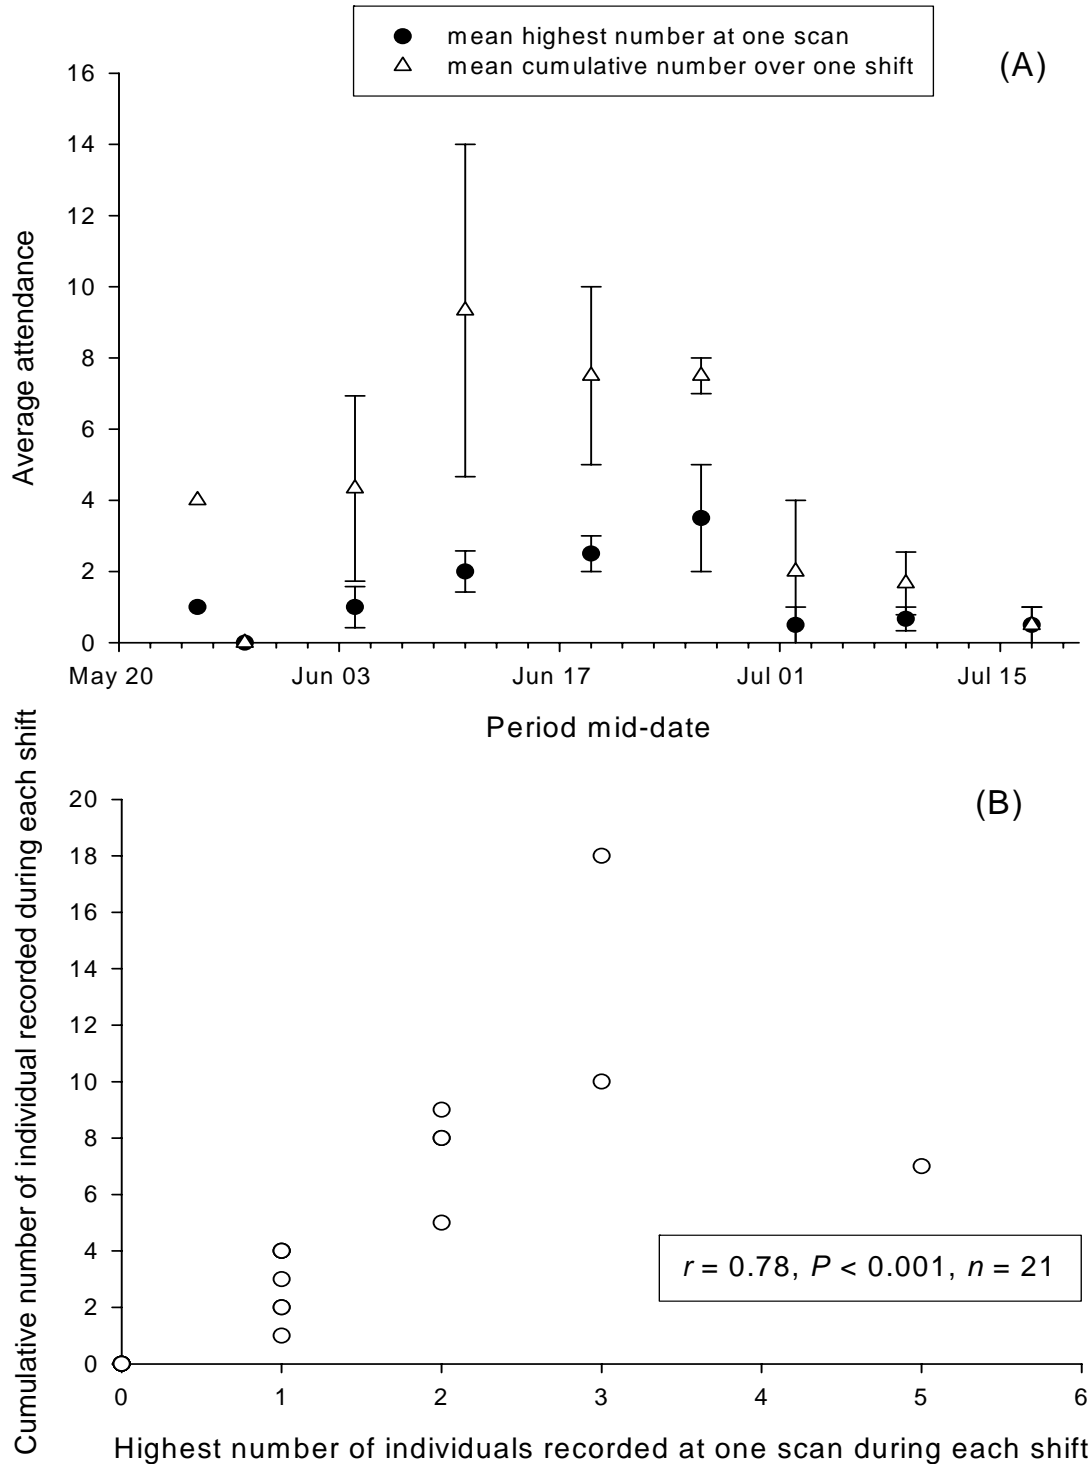 mean highest number at one scan
mean cumulative number over one shift
(A)
16
14
12
10
8
6
4
2
0
Average attendance
May 20 Jun 03 Jun 17 Jul 01 Jul 15
Period mid-date
(B)
20
18
16
14
12
10
8
6
4
2
0
Cumulative number of individual recorded during each shift
r = 0.78, P < 0.001, n = 21
0 1 2 3 4 5 6
Highest number of individuals recorded at one scan during each shift